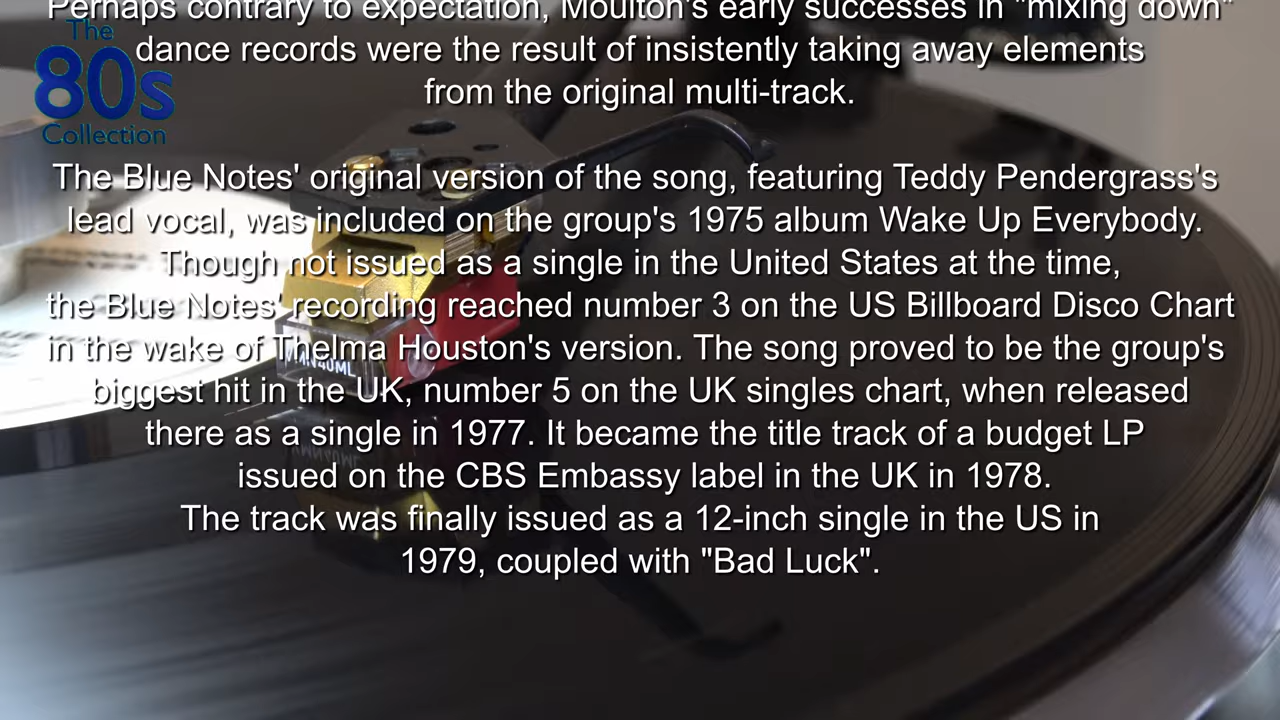 Perhaps contrary to expectation, Moulton's early successes in "mixing down"
The
80s
Collection
dance records were the result of insistently taking away elements
from the original multi-track.
The Blue Notes' original version of the song, featuring Teddy Pendergrass's
lead vocal, was included on the group's 1975 album Wake Up Everybody.
Though not issued as a single in the United States at the time,
the Blue Notes' recording reached number 3 on the US Billboard Disco Chart
in the wake of Thelma Houston's version. The song proved to be the group's
biggest hit in the UK, number 5 on the UK singles chart, when released
there as a single in 1977. It became the title track of a budget LP
issued on the CBS Embassy label in the UK in 1978.
The track was finally issued as a 12-inch single in the US in
1979, coupled with "Bad Luck".